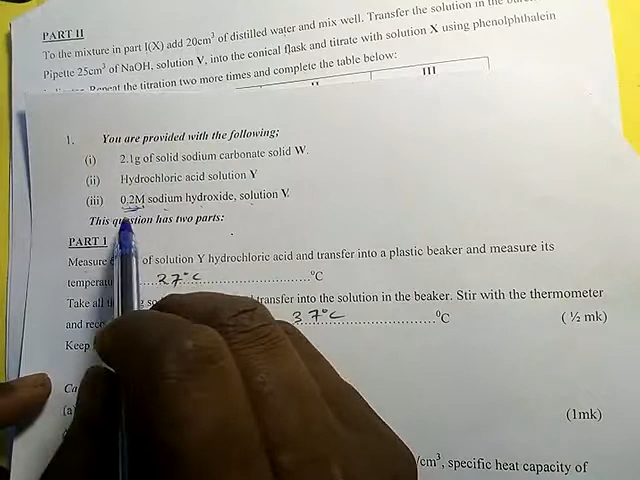 PART II
To the mixture in part I(X) add 20cm³ of distilled water and mix well. Transfer the solution in the
Pipette 25cm³ of NaOH, solution V, into the conical flask and titrate with solution X using phenolphthalein
Repeat the titration two more times and complete the table below:
II III
1. You are provided with the following;
(i) 2.1g of solid sodium carbonate solid W.
(ii) Hydrochloric acid solution Y
(iii) 0.2M sodium hydroxide, solution V.
This question has two parts:
PART 1
Measure of solution Y hydrochloric acid and transfer into a plastic beaker and measure its
27°C ⁰C
Take all transfer into the solution in the beaker. Stir with the thermometer
and 37°C ⁰C ( ½ mk)
Keep
(a) (1mk)
/cm³, specific heat capacity of